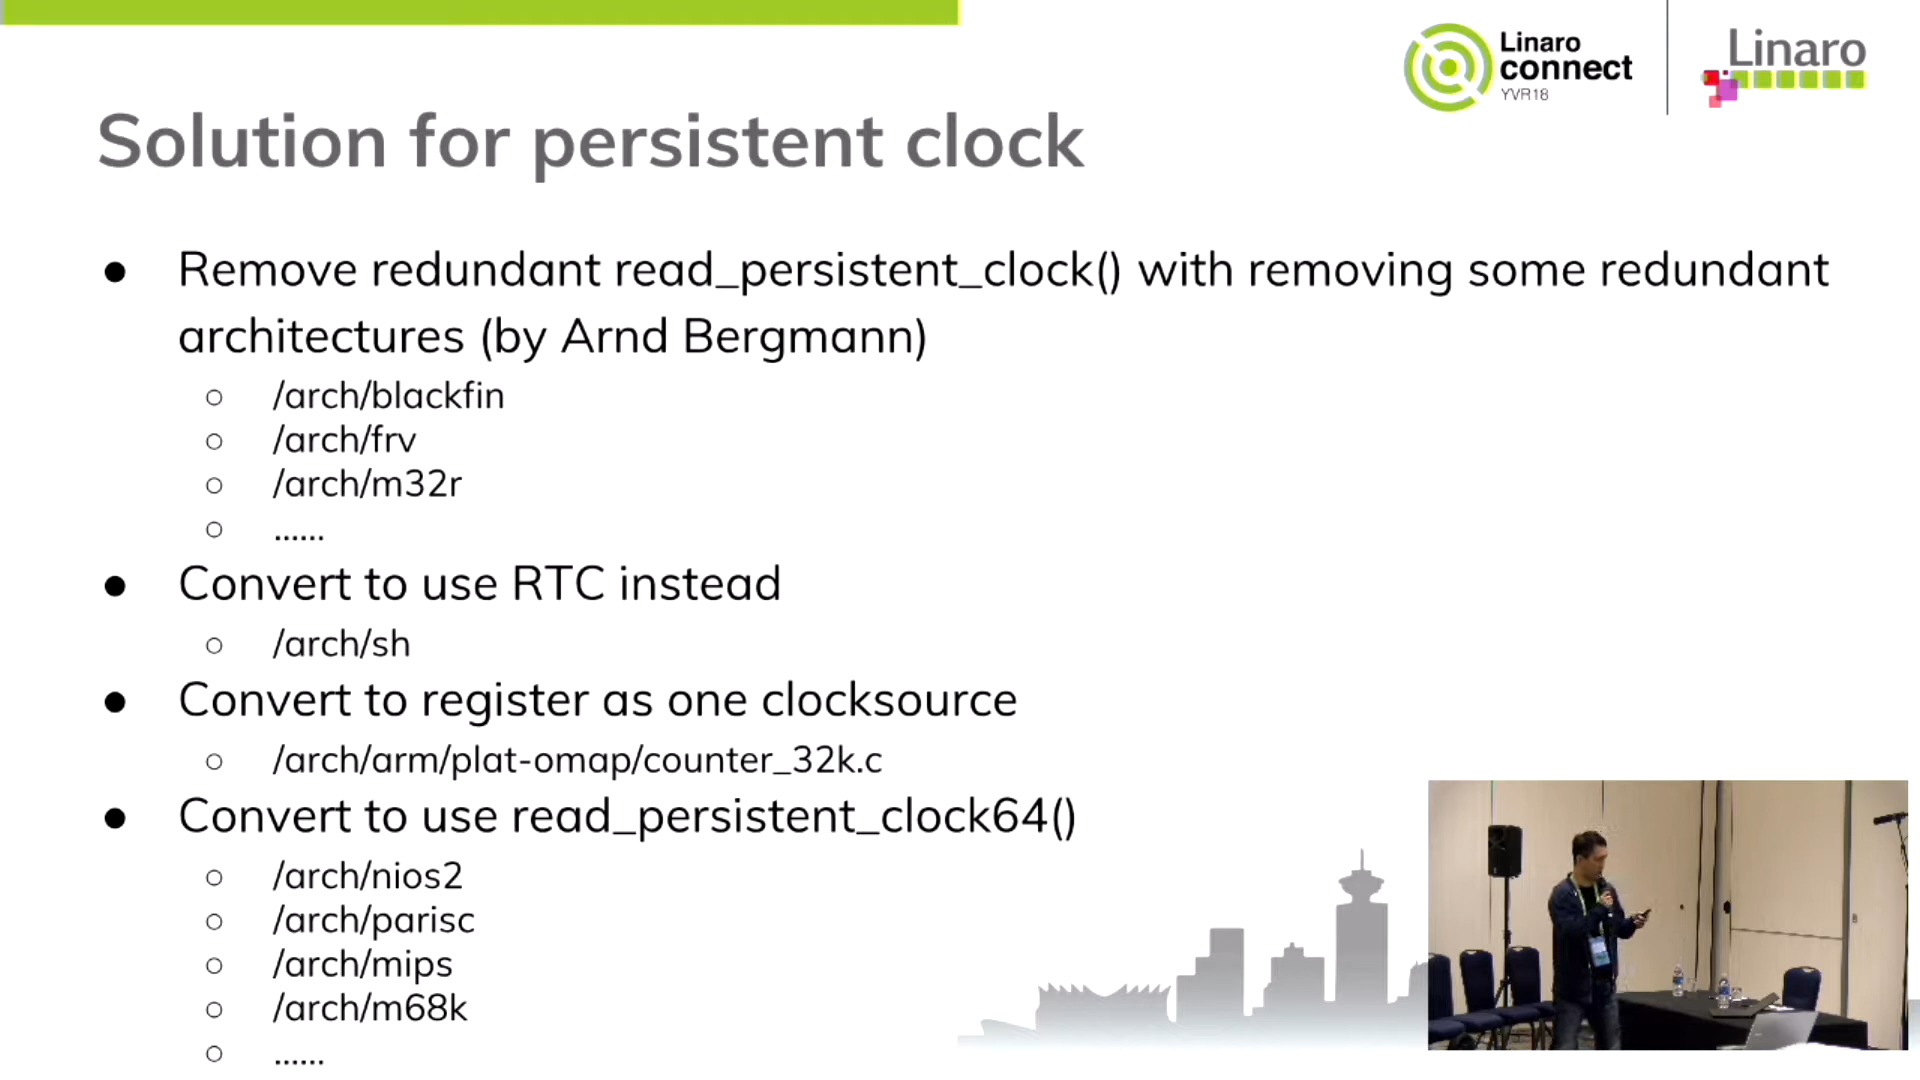 Linaro
connect
YVR18
Linaro
Solution for persistent clock
● Remove redundant read_persistent_clock() with removing some redundant
architectures (by Arnd Bergmann)
○ /arch/blackfin
○ /arch/frv
○ /arch/m32r
○ ......
● Convert to use RTC instead
○ /arch/sh
● Convert to register as one clocksource
○ /arch/arm/plat-omap/counter_32k.c
● Convert to use read_persistent_clock64()
○ /arch/nios2
○ /arch/parisc
○ /arch/mips
○ /arch/m68k
○ ......